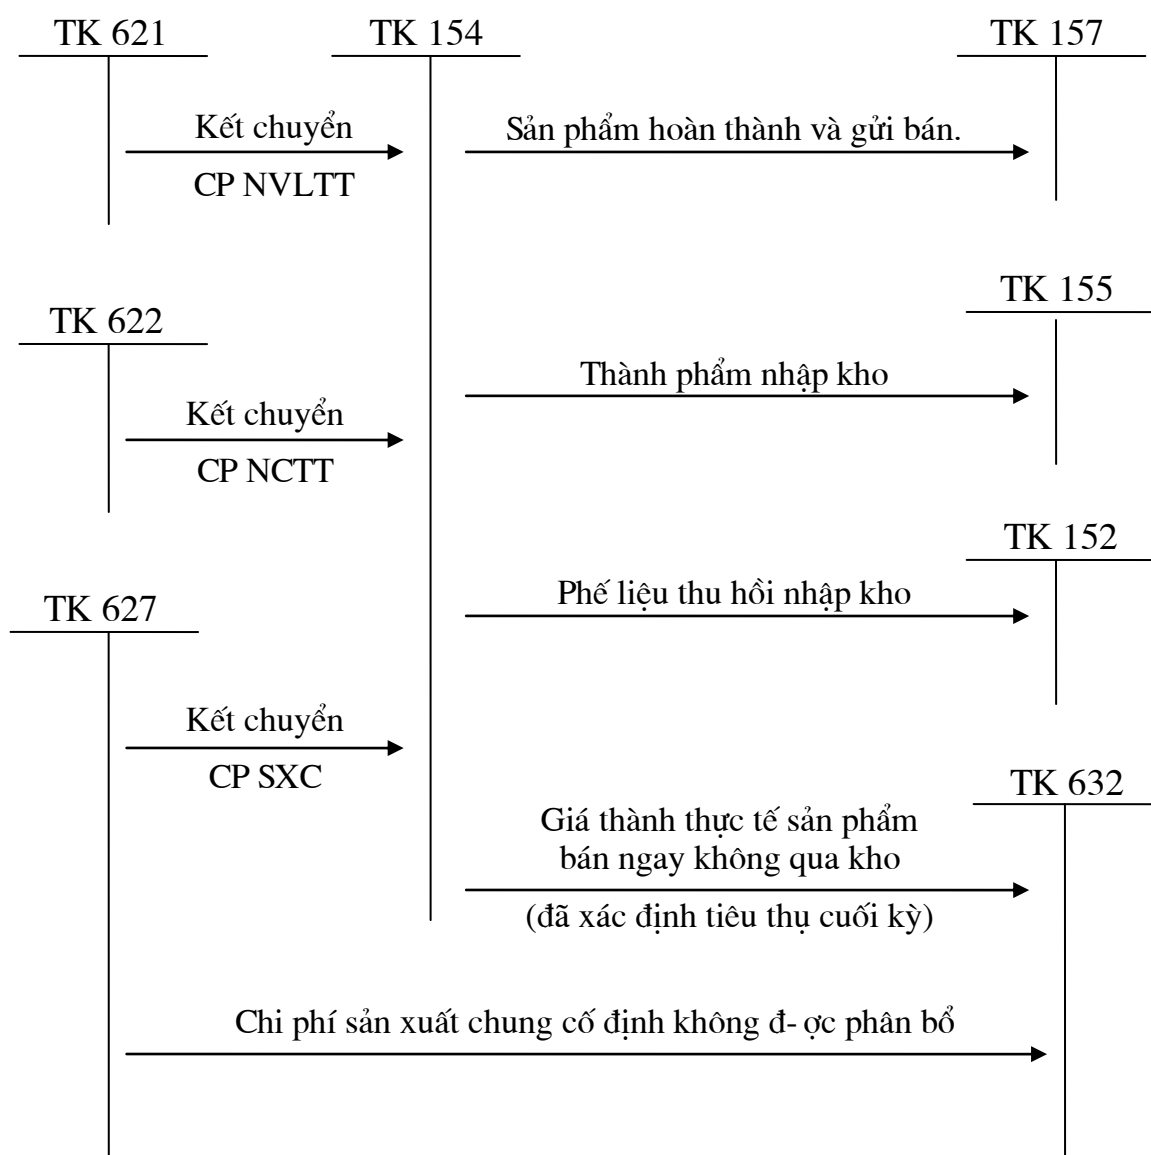 TK 621
TK 154
TK 157
Kết chuyển
Sản phẩm hoàn thành và gửi bán.
CP NVLTT
TK 155
TK 622
Thành phẩm nhập kho
Kết chuyển
CP NCTT
TK 152
Phế liệu thu hồi nhập kho
TK 627
Kết chuyển
CP SXC
TK 632
Giá thành thực tế sản phẩm
bán ngay không qua kho
(đã xác định tiêu thụ cuối kỳ)
Chi phí sản xuất chung cố định không đ- ợc phân bổ